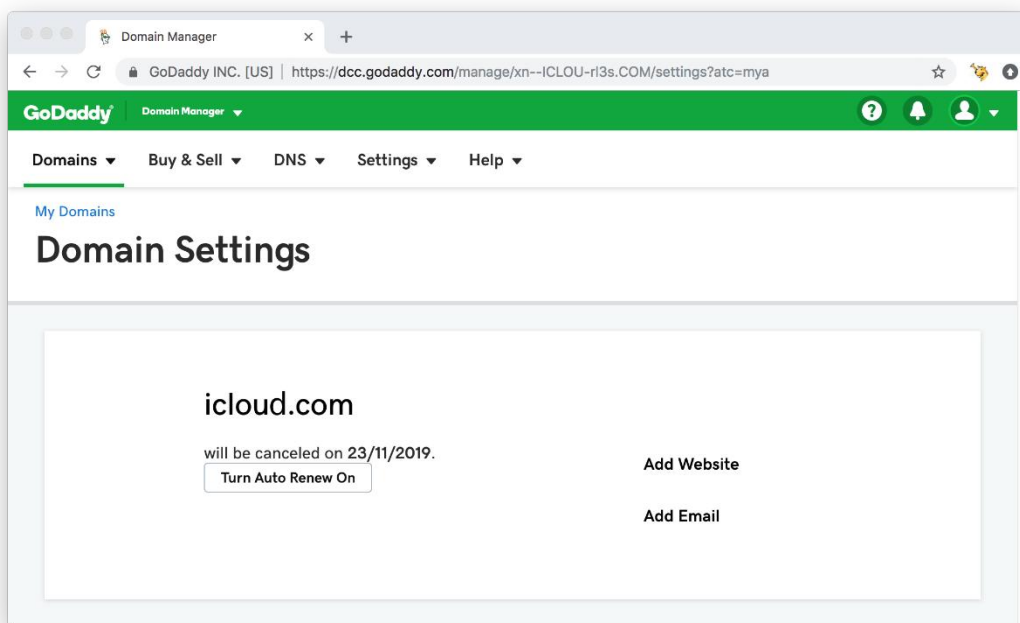 Domain Manager
GoDaddy INC. [US] | https://dcc.godaddy.com/manage/xn--ICLOU-rl3s.COM/settings?atc=mya
GoDaddy Domain Manager
Domains Buy & Sell DNS Settings Help
My Domains
Domain Settings
icloud.com
will be canceled on 23/11/2019.
Turn Auto Renew On
Add Website
Add Email